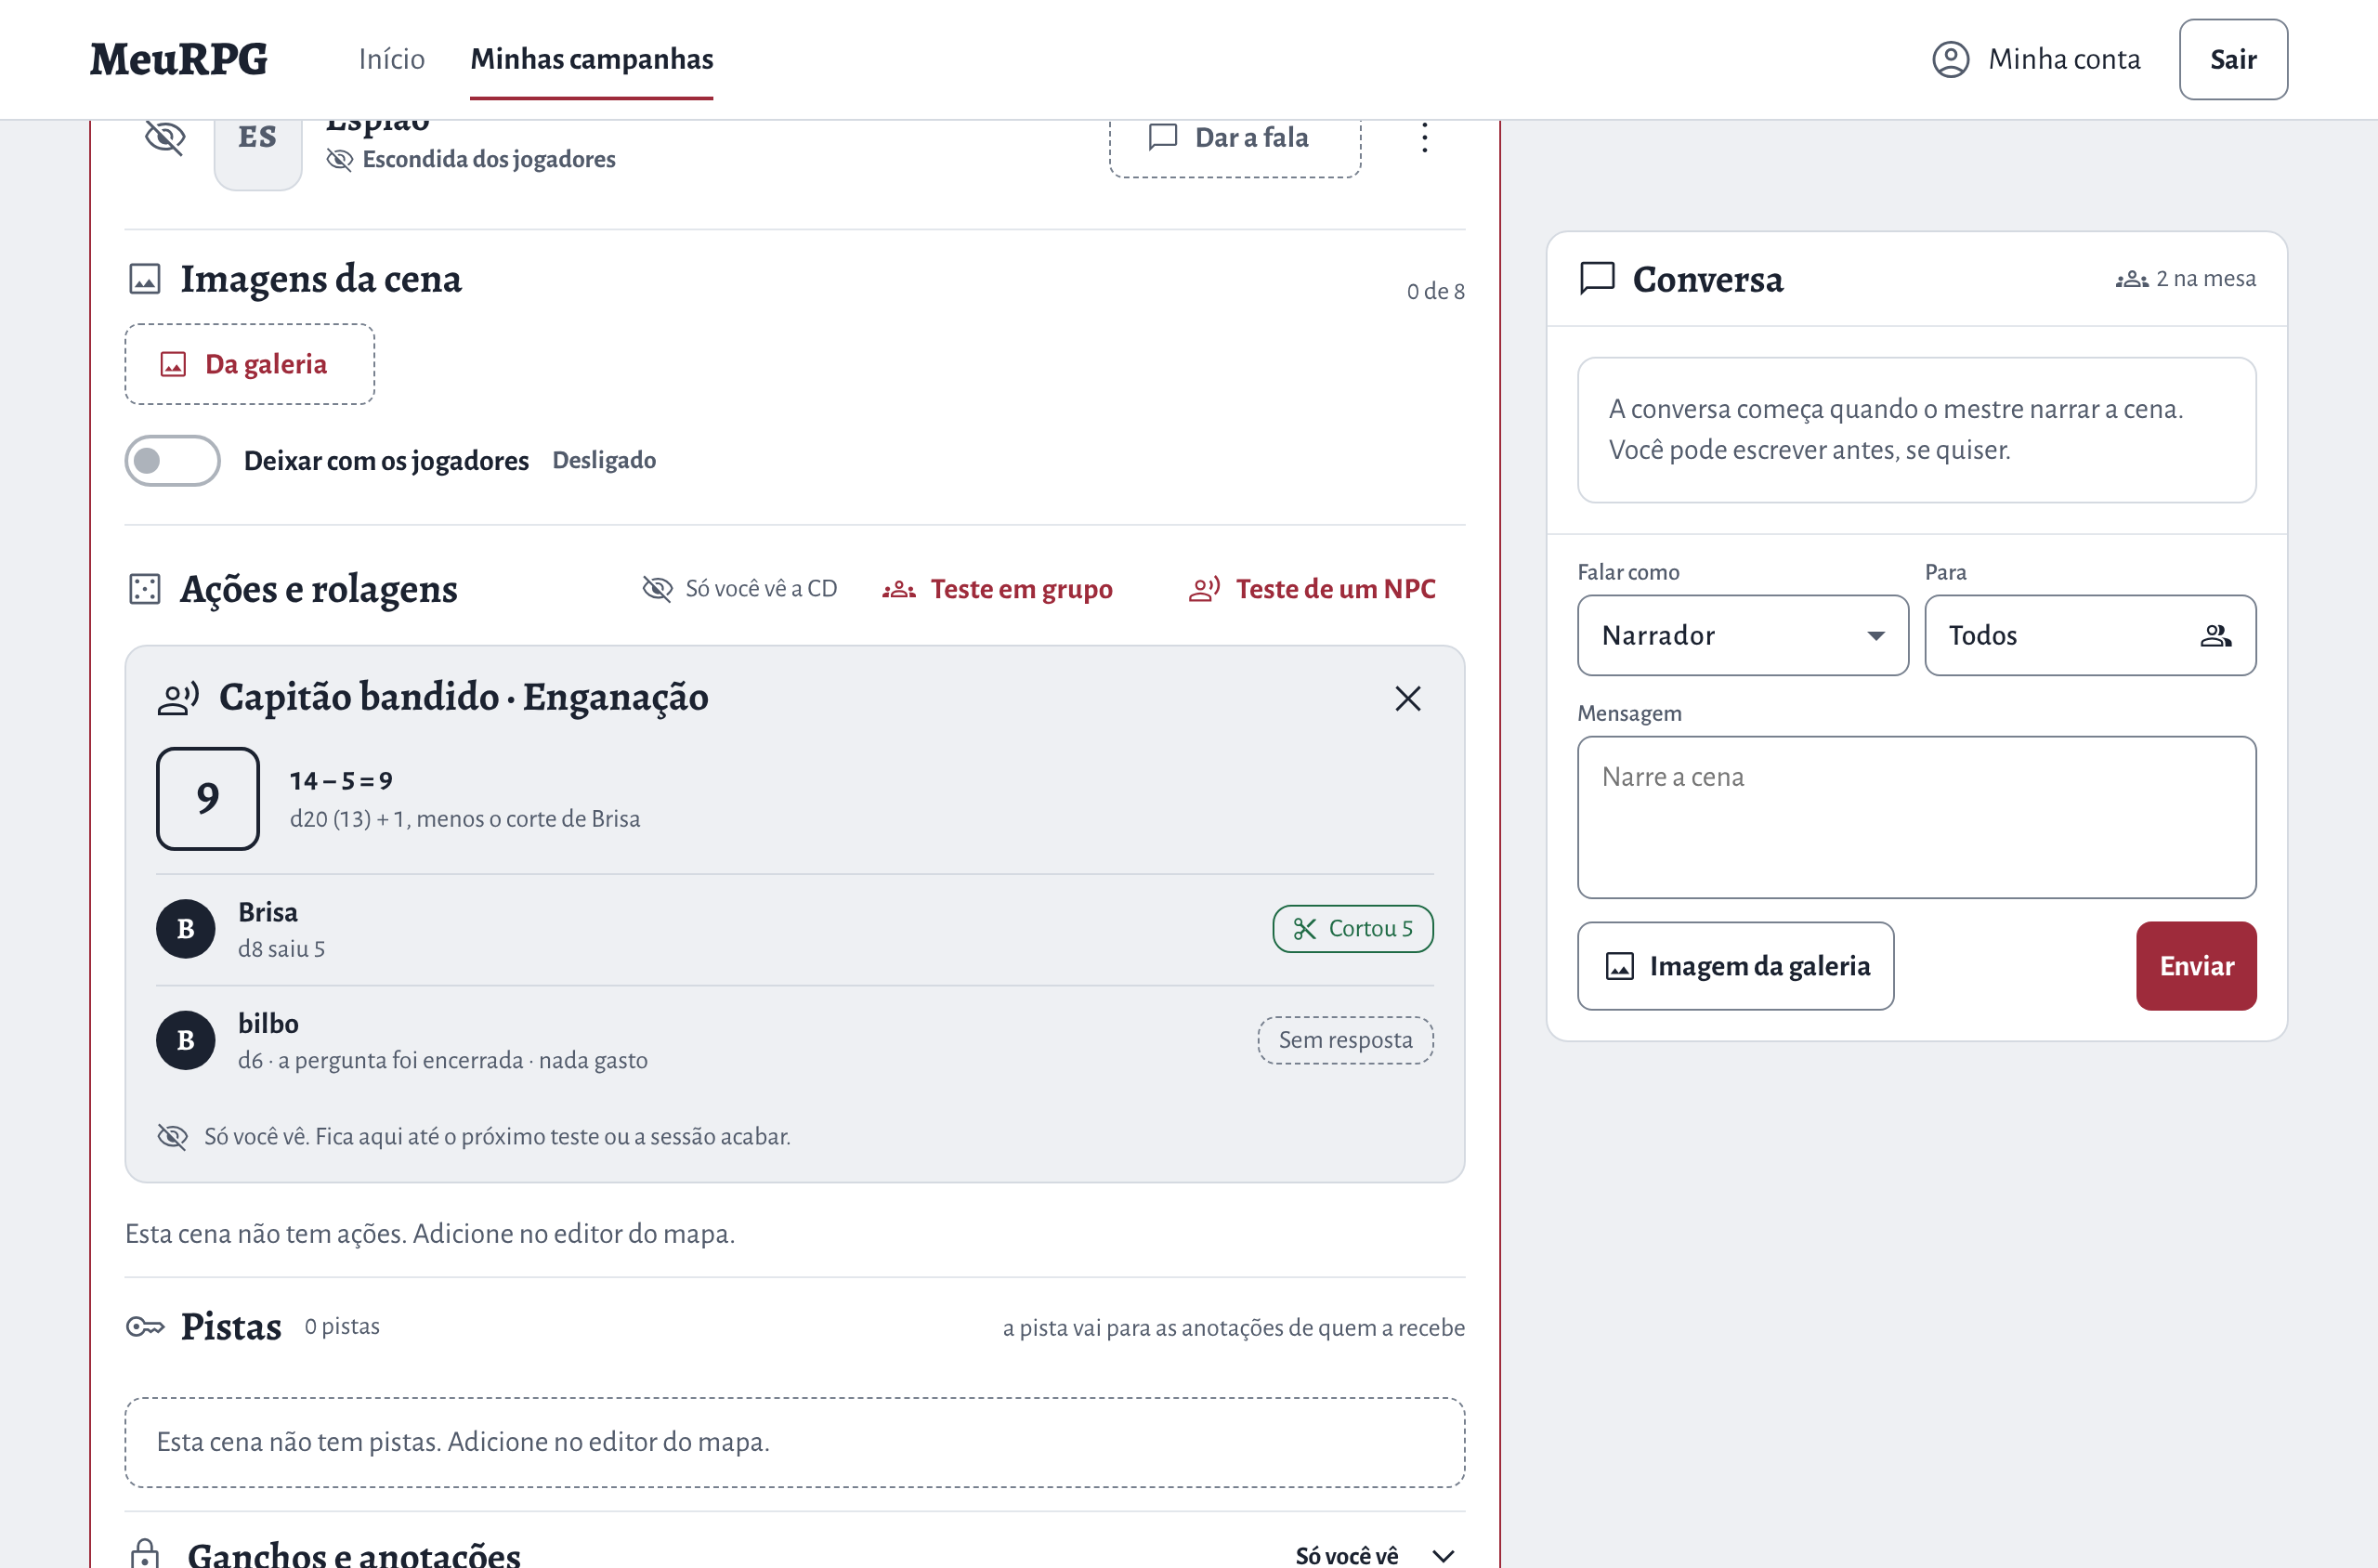 MeuRPG
Início
Minhas campanhas
Minha conta
Sair
ES
Espião
Escondida dos jogadores
Dar a fala
Imagens da cena
0 de 8
Da galeria
Deixar com os jogadores
Desligado
Ações e rolagens
Só você vê a CD
Teste em grupo
Teste de um NPC
Capitão bandido · Enganação
9
14 – 5 = 9
d20 (13) + 1, menos o corte de Brisa
B
Brisa
d8 saiu 5
Cortou 5
B
bilbo
d6 · a pergunta foi encerrada · nada gasto
Sem resposta
Só você vê. Fica aqui até o próximo teste ou a sessão acabar.
Esta cena não tem ações. Adicione no editor do mapa.
Pistas
0 pistas
a pista vai para as anotações de quem a recebe
Esta cena não tem pistas. Adicione no editor do mapa.
Ganchos e anotações
Só você vê
Conversa
2 na mesa
A conversa começa quando o mestre narrar a cena.
Você pode escrever antes, se quiser.
Falar como
Para
Narrador
Todos
Mensagem
Narre a cena
Imagem da galeria
Enviar